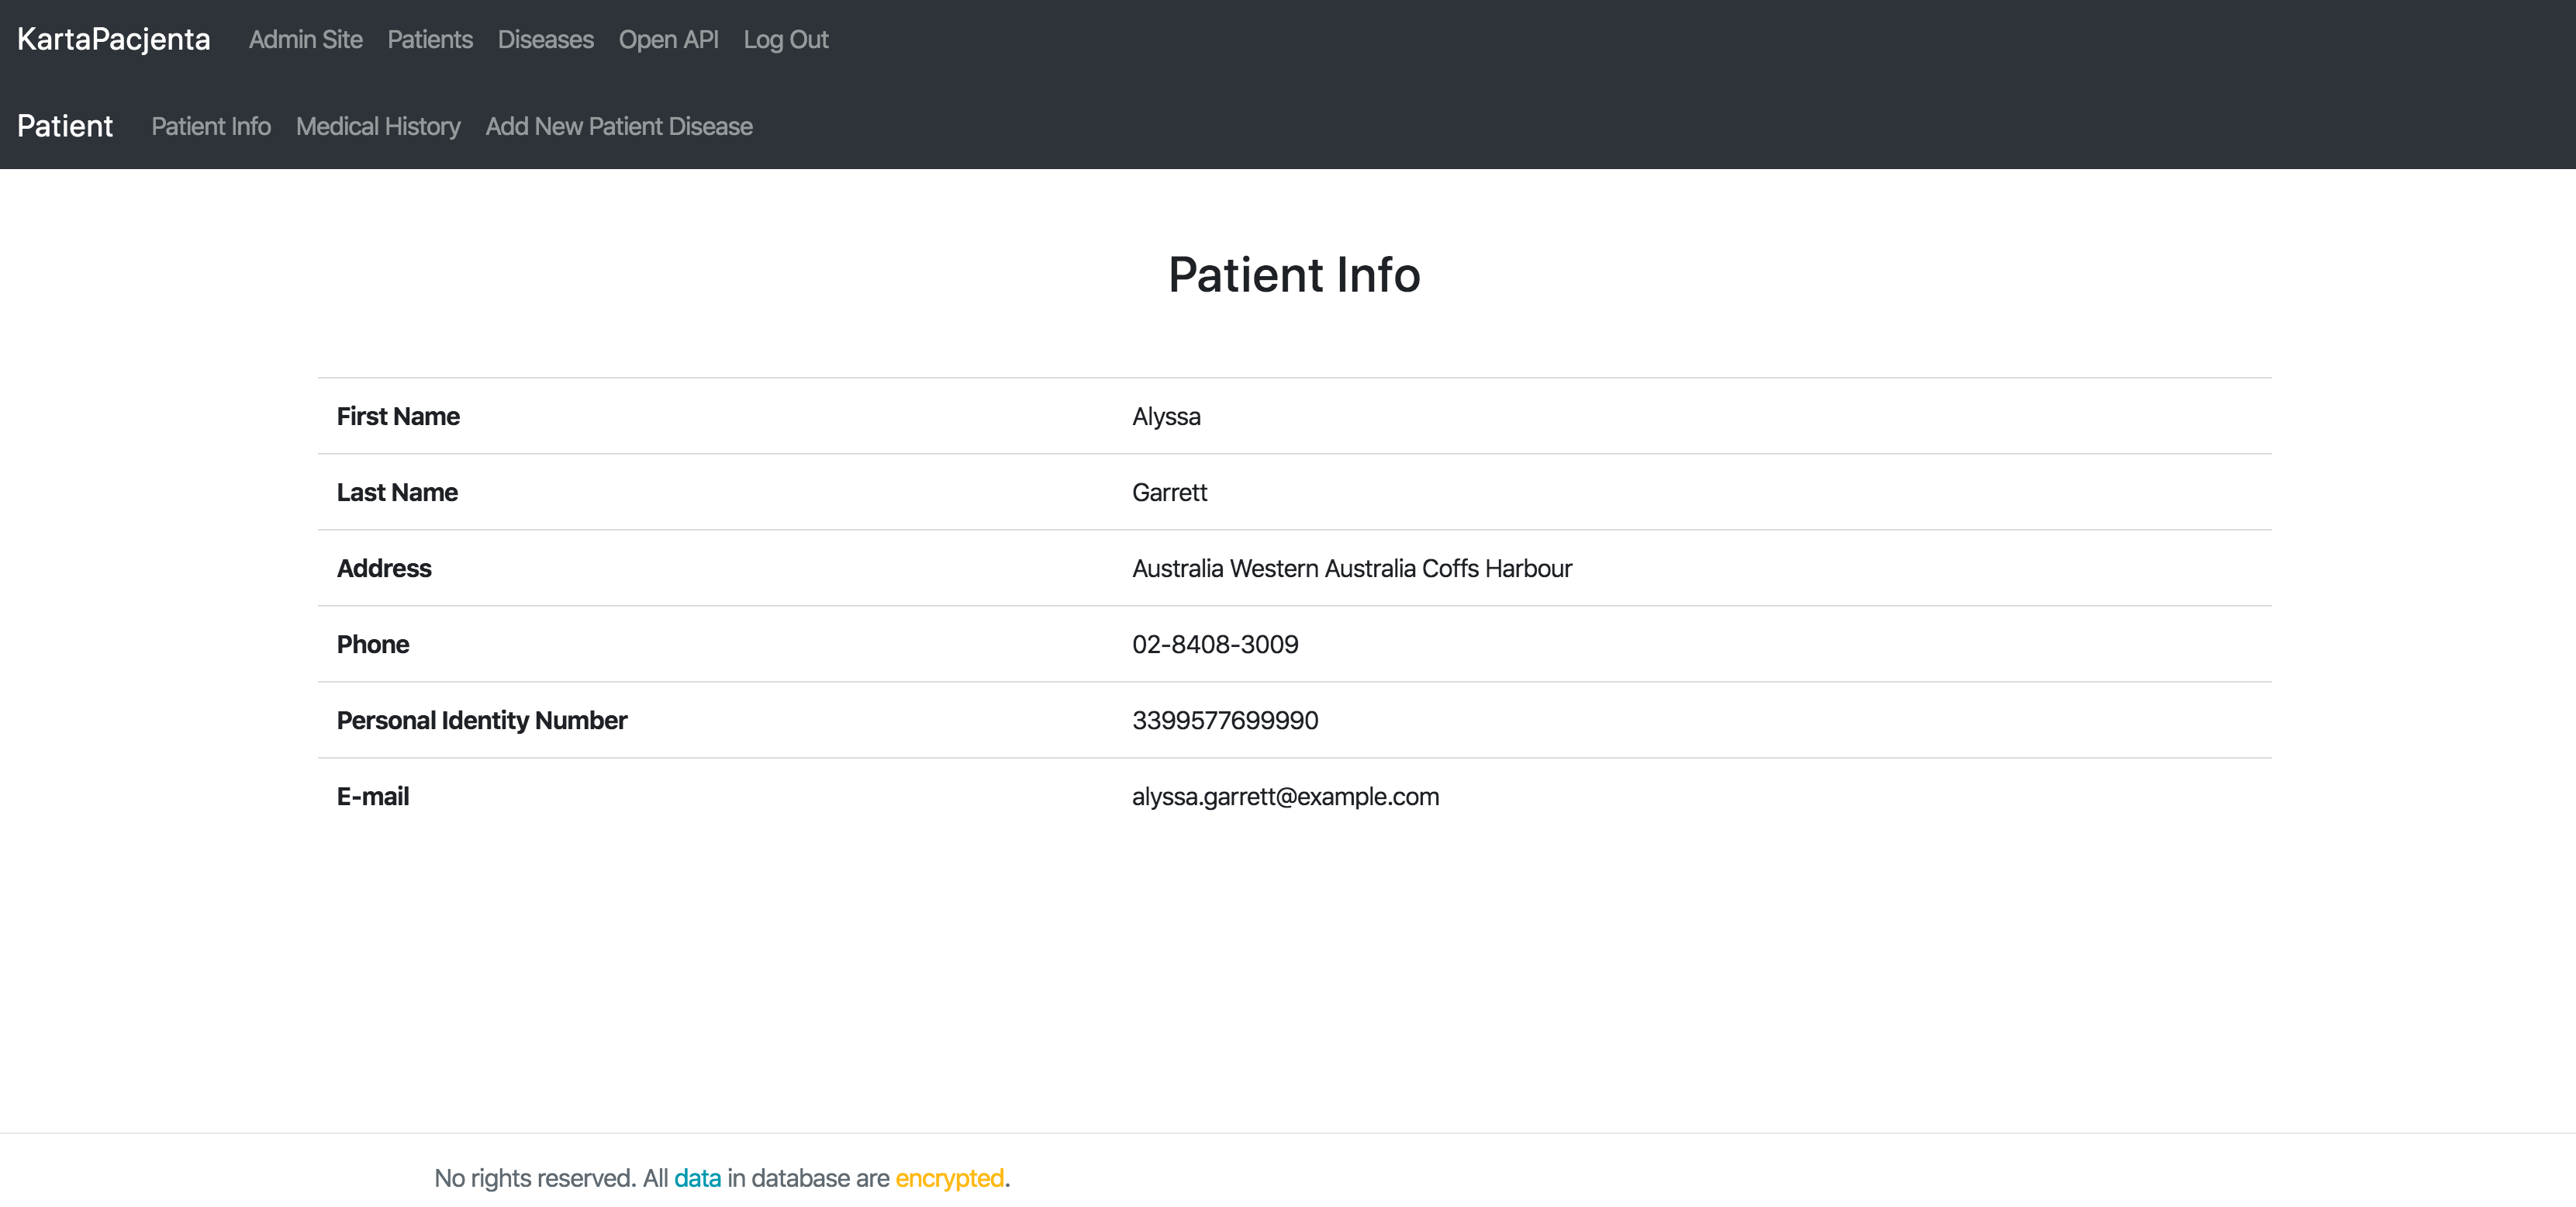 KartaPacjenta Admin Site Patients Diseases Open API Log Out
Patient Patient Info Medical History Add New Patient Disease
Patient Info
First Name Alyssa
Last Name Garrett
Address Australia Western Australia Coffs Harbour
Phone 02-8408-3009
Personal Identity Number 3399577699990
E-mail alyssa.garrett@example.com
No rights reserved. All data in database are encrypted.